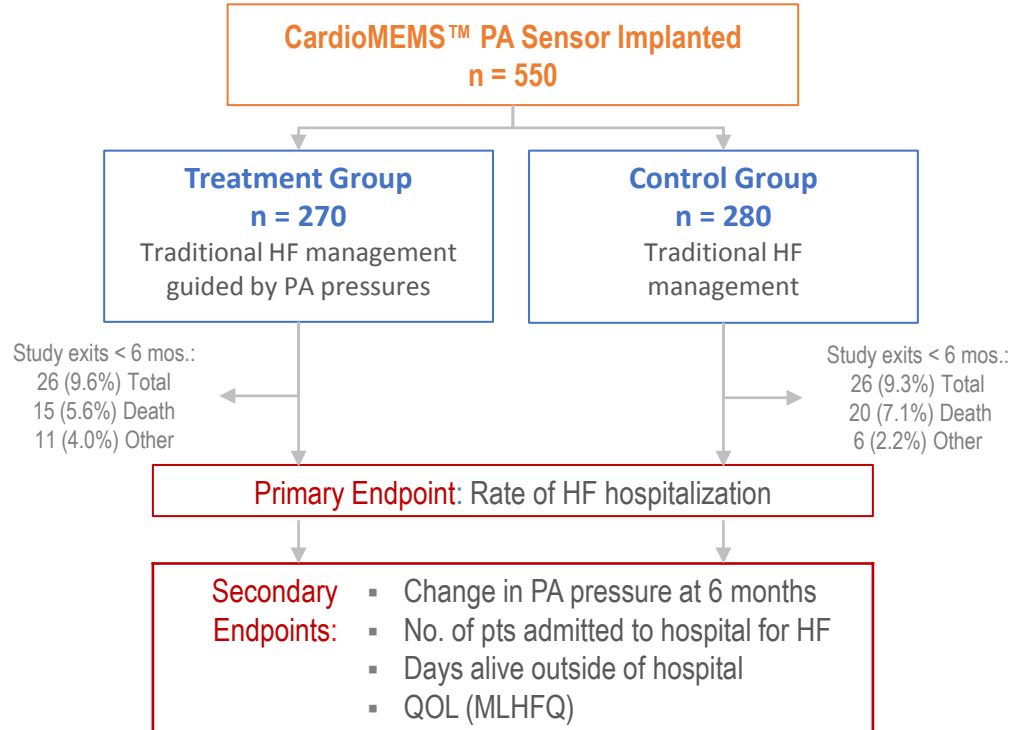 CardioMEMS™ PA Sensor Implanted
n = 550
Treatment Group
n = 270
Traditional HF management
guided by PA pressures
Control Group
n = 280
Traditional HF
management
Study exits < 6 mos.:
26 (9.6%) Total
15 (5.6%) Death
11 (4.0%) Other
Study exits < 6 mos.:
26 (9.3%) Total
20 (7.1%) Death
6 (2.2%) Other
Primary Endpoint: Rate of HF hospitalization
Secondary
Endpoints:
▪ Change in PA pressure at 6 months
▪ No. of pts admitted to hospital for HF
▪ Days alive outside of hospital
▪ QOL (MLHFQ)